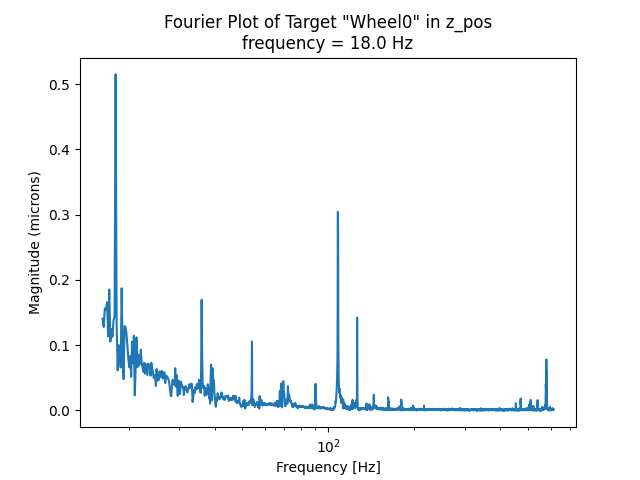 Fourier Plot of Target "Wheel0" in z_pos
frequency = 18.0 Hz
0.5
0.4
0.3
0.2
0.1
0.0
Magnitude (microns)
10²
Frequency [Hz]